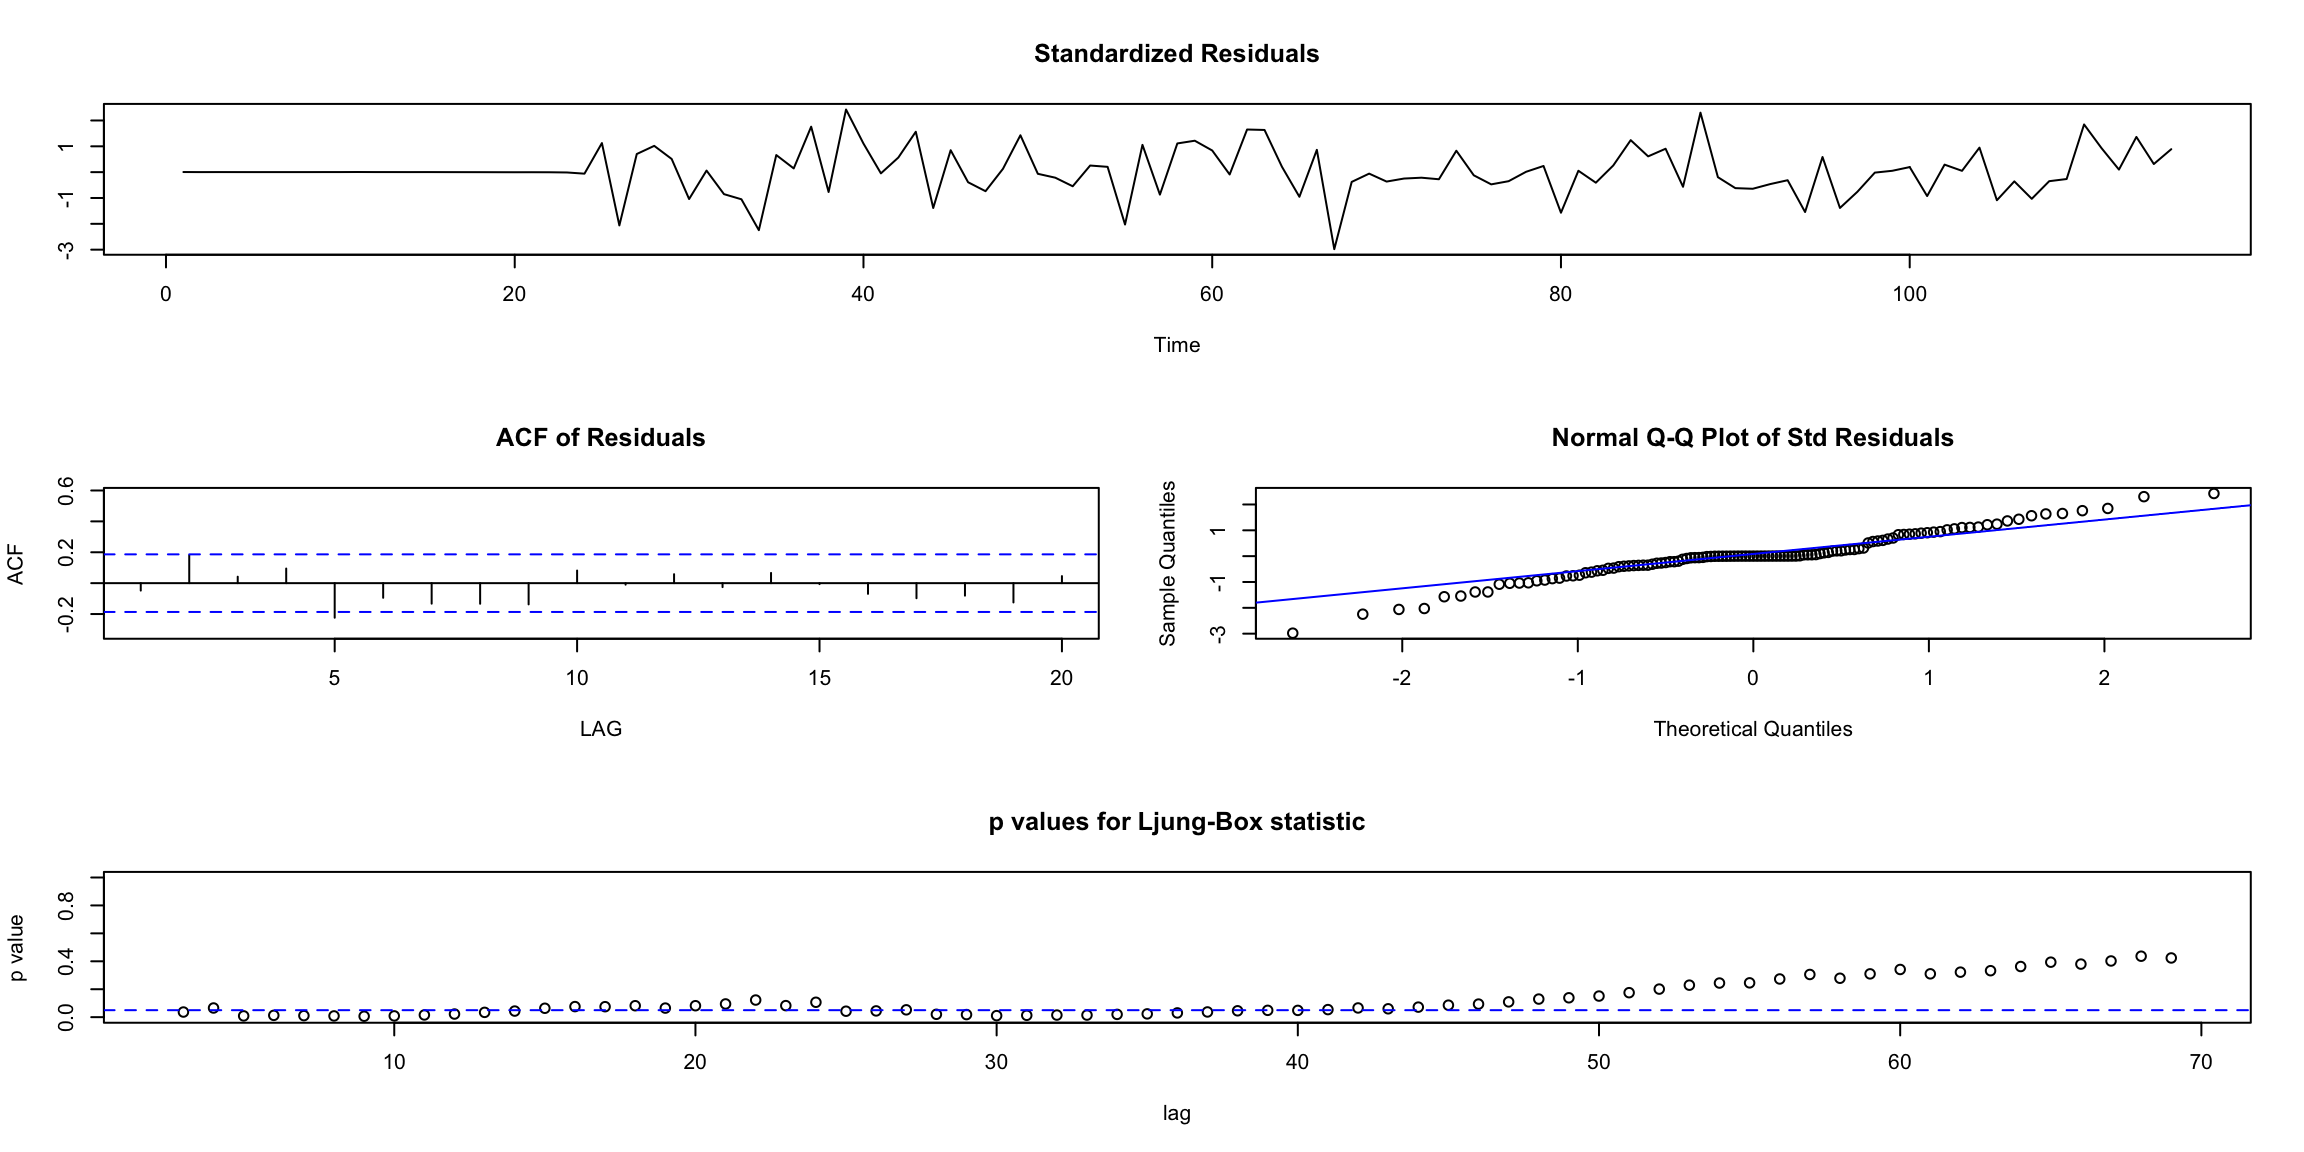 Standardized Residuals
1
-1
-3
0 20 40 60 80 100
Time
ACF of Residuals
ACF
0.6
0.2
-0.2
5 10 15 20
LAG
Normal Q-Q Plot of Std Residuals
Sample Quantiles
1
-1
-3
-2 -1 0 1 2
Theoretical Quantiles
p values for Ljung-Box statistic
p value
0.8
0.4
0.0
10 20 30 40 50 60 70
lag